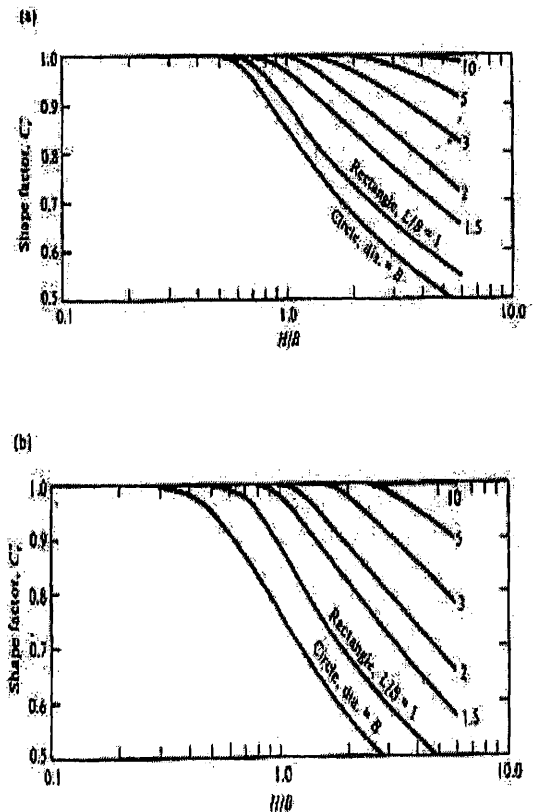 (a)
1.0
0.9
0.8
0.7
0.6
0.5
Shape factor,
10
5
3
2
1.5
Rectangle, L/B = 1
Circle, dia. = B
0.1
1.0
10.0
H/B
(b)
1.0
0.9
0.8
0.7
0.6
0.5
Shape factor,
10
5
3
2
1.5
Rectangle, L/B = 1
Circle, dia. = B
0.1
1.0
10.0
H/B